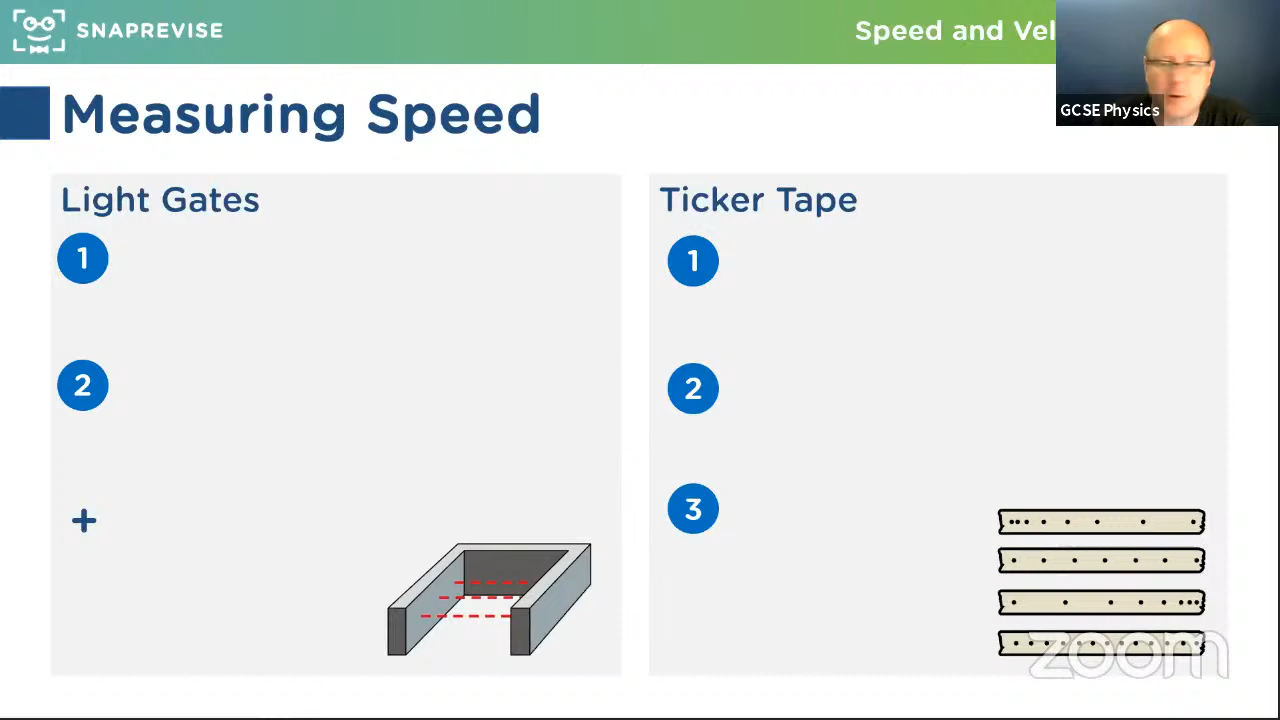 SNAPREVISE
Speed and Vel
GCSE Physics
Measuring Speed
Light Gates
1
2
+
Ticker Tape
1
2
3
zoom